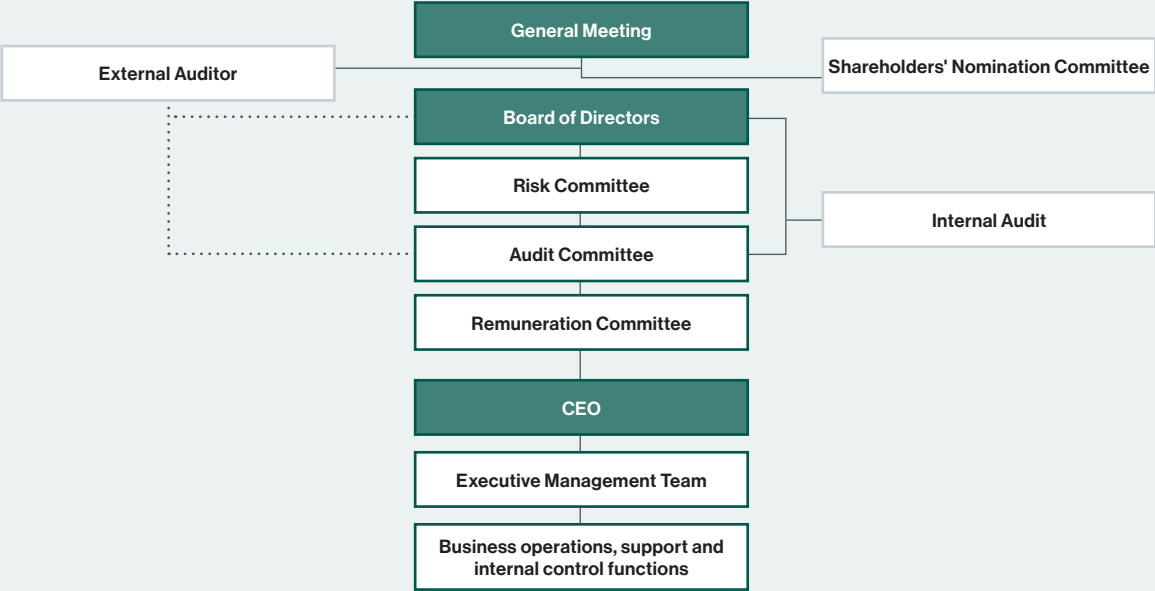 General Meeting
External Auditor
Shareholders' Nomination Committee
Board of Directors
Risk Committee
Internal Audit
Audit Committee
Remuneration Committee
CEO
Executive Management Team
Business operations, support and
internal control functions